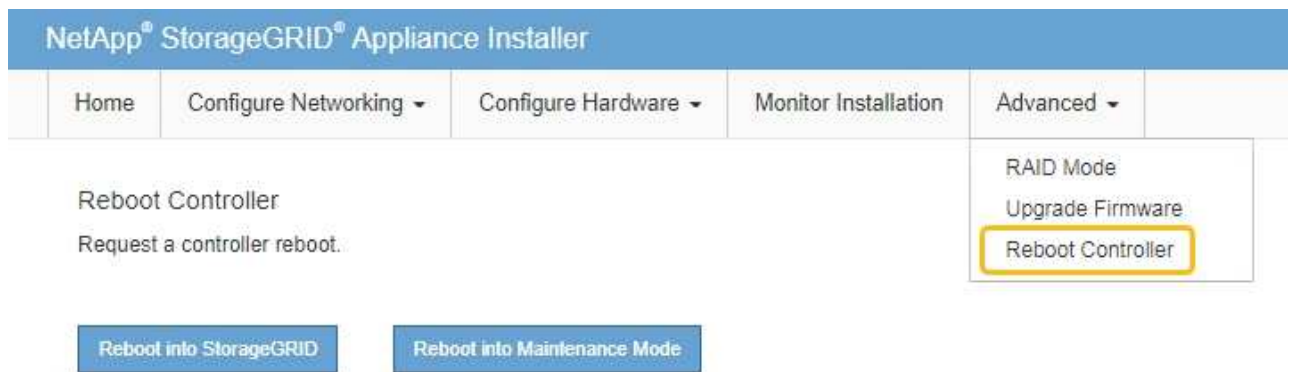 NetApp® StorageGRID® Appliance Installer
Home Configure Networking Configure Hardware Monitor Installation Advanced
RAID Mode
Upgrade Firmware
Reboot Controller
Reboot Controller
Request a controller reboot.
Reboot into StorageGRID Reboot into Maintenance Mode